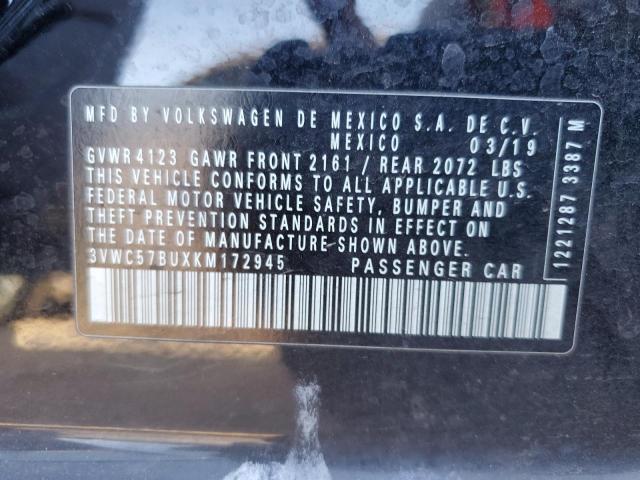 MFD BY VOLKSWAGEN DE MEXICO S.A. DE C.V.
MEXICO 03/19
GVWR 4123 GAWR FRONT 2161 / REAR 2072 LBS
THIS VEHICLE CONFORMS TO ALL APPLICABLE U.S.
FEDERAL MOTOR VEHICLE SAFETY, BUMPER AND
THEFT PREVENTION STANDARDS IN EFFECT ON
THE DATE OF MANUFACTURE SHOWN ABOVE.
3VWC57BUXKM172945 PASSENGER CAR
1221287 3387 M